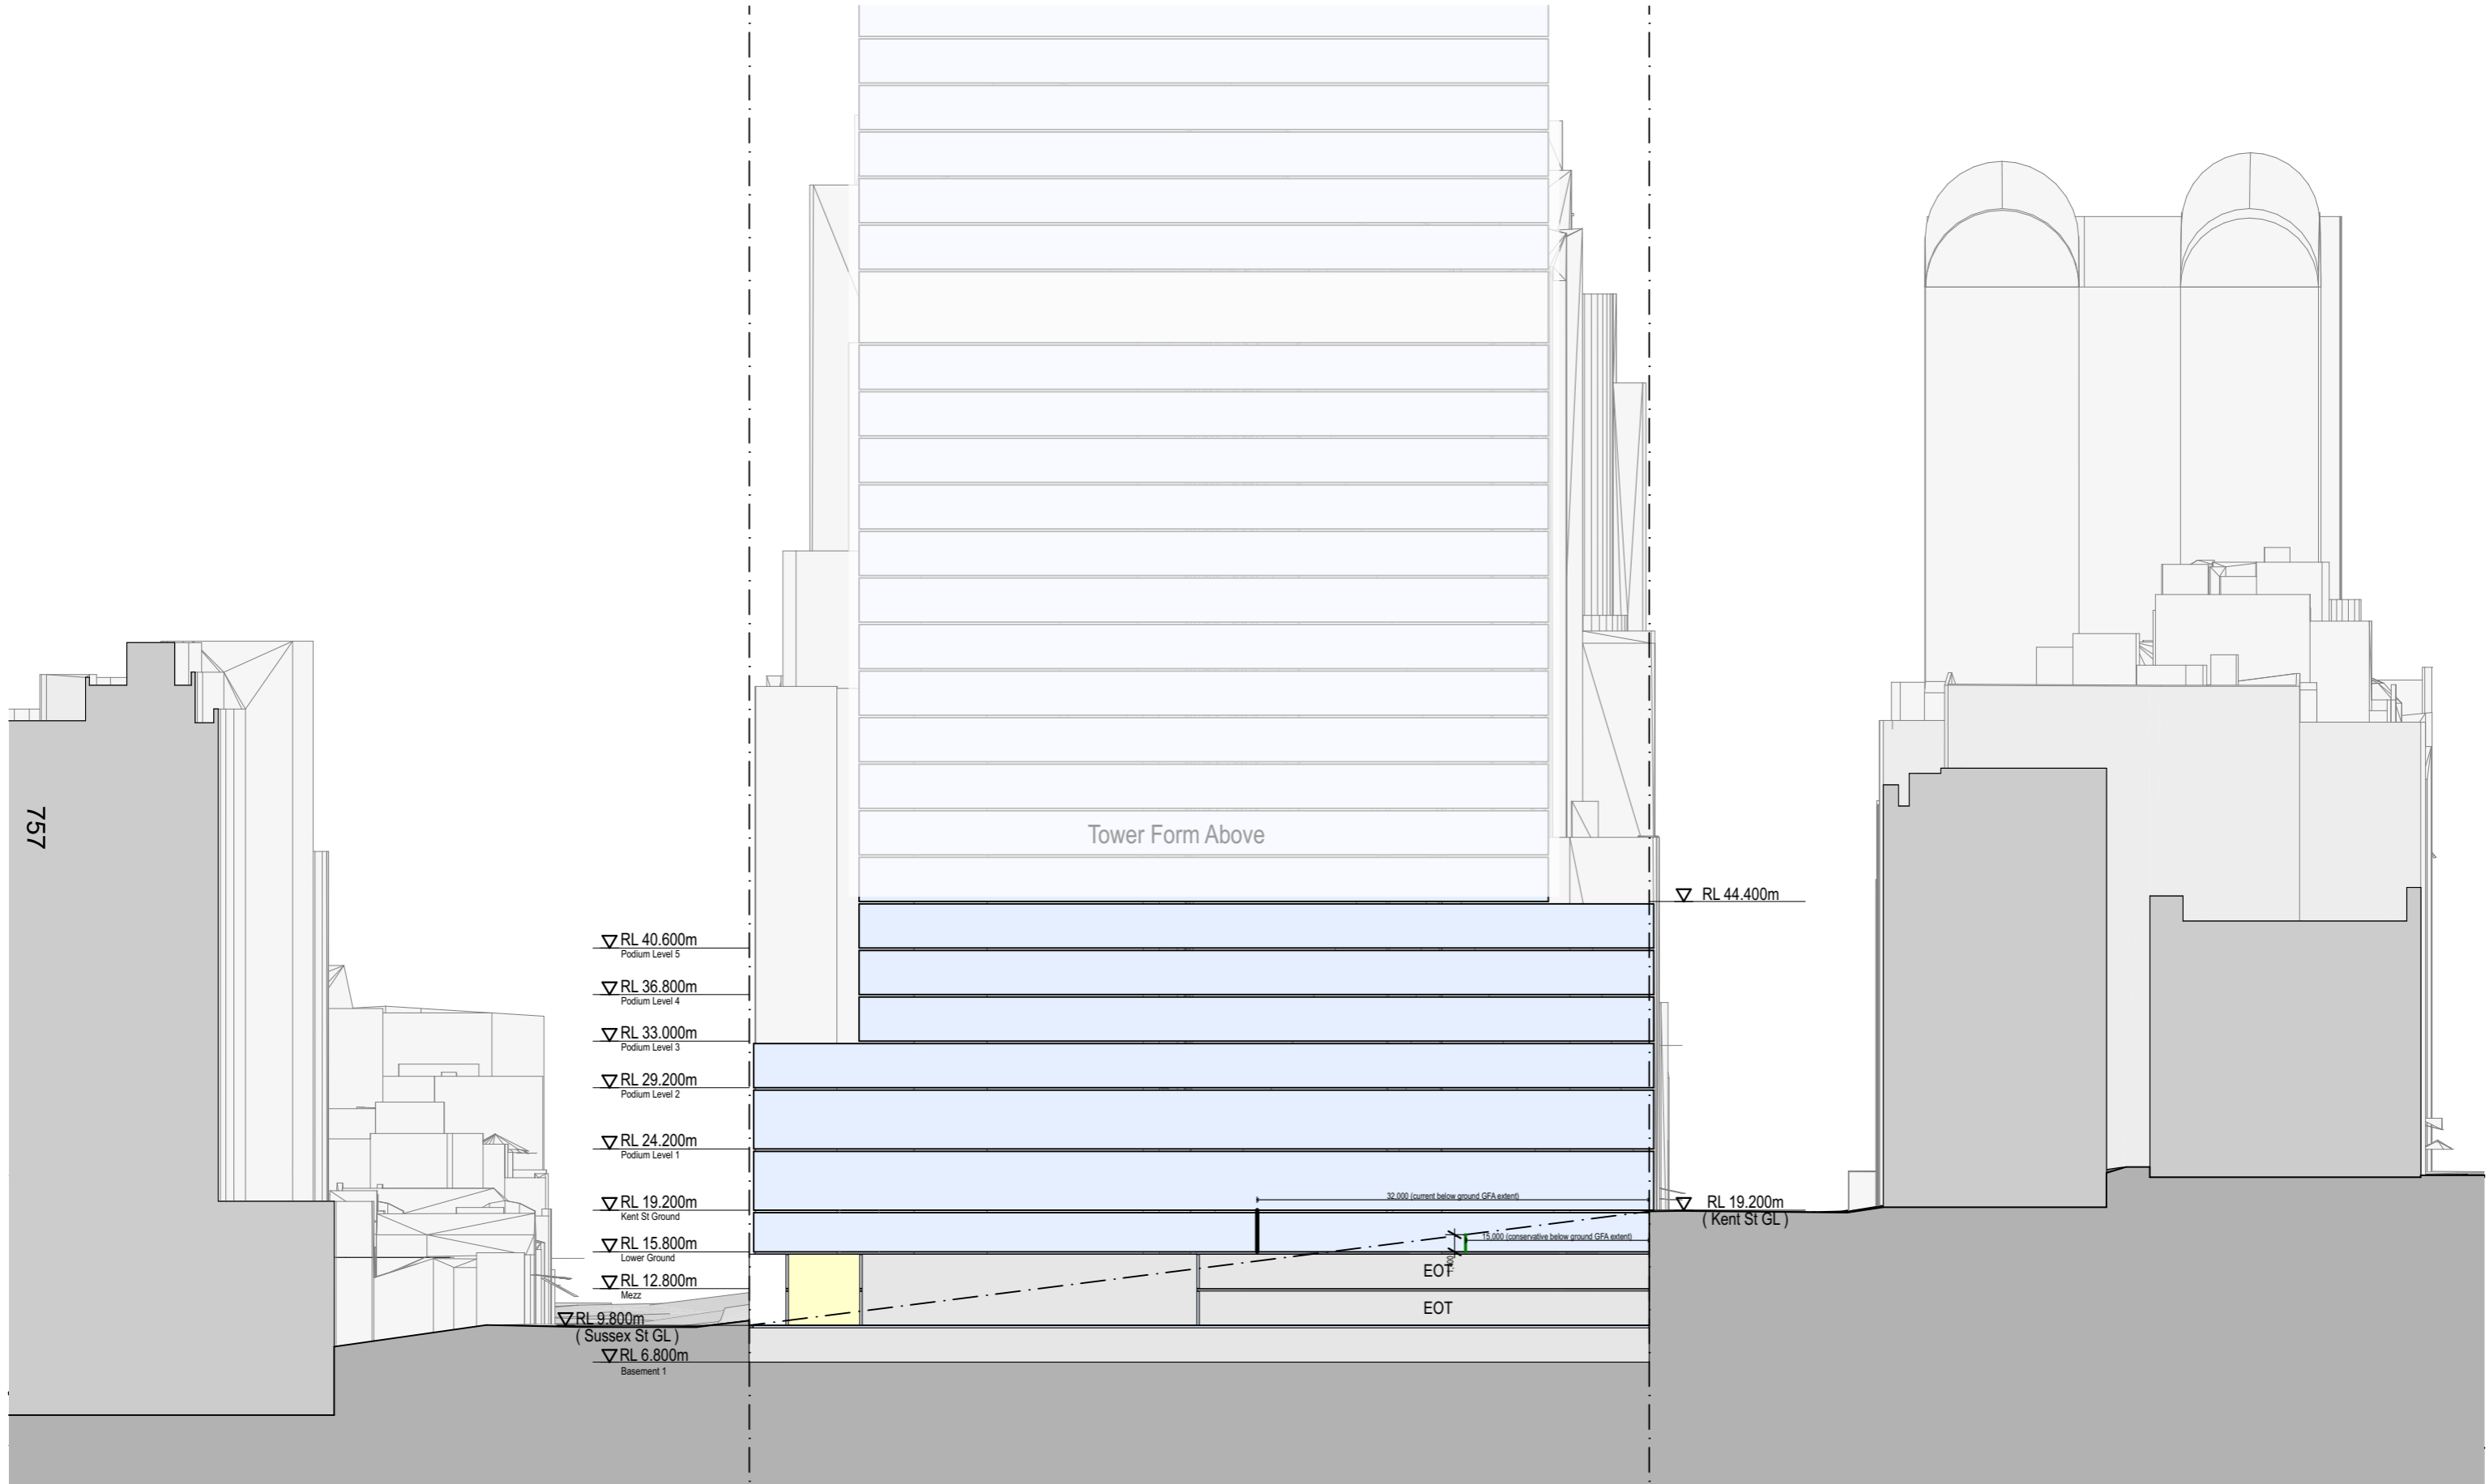 757
Tower Form Above
RL 44.400m
RL 40.600m
Podium Level 5
RL 36.800m
Podium Level 4
RL 33.000m
Podium Level 3
RL 29.200m
Podium Level 2
RL 24.200m
Podium Level 1
32,000 (current below ground GFA extent)
RL 19.200m
Kent St Ground
RL 19.200m
( Kent St GL )
15,000 (conservative below ground GFA extent)
RL 15.800m
Lower Ground
EOT
RL 12.800m
Mezz
EOT
RL 9.800m
( Sussex St GL )
RL 6.800m
Basement 1